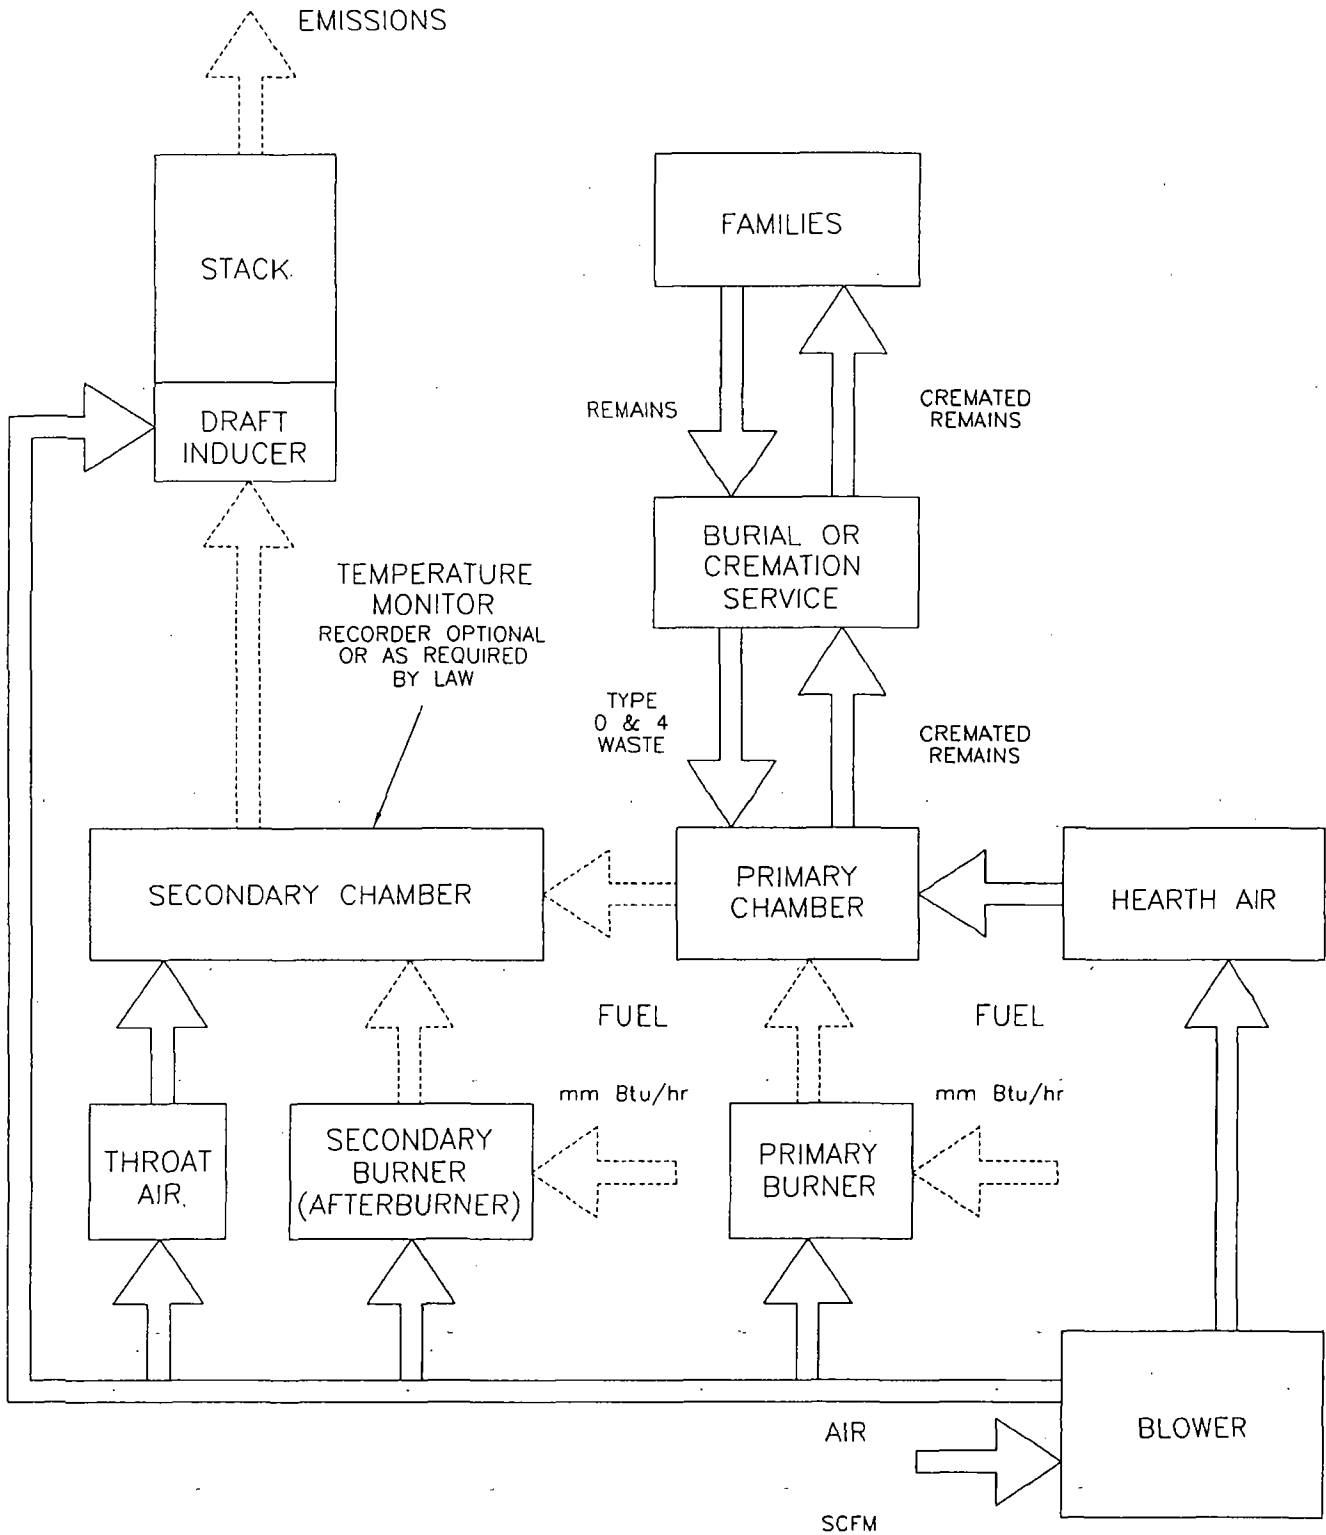 EMISSIONS
STACK
FAMILIES
DRAFT
INDUCER
REMAINS
CREMATED
REMAINS
BURIAL OR
CREMATION
SERVICE
TEMPERATURE
MONITOR
RECORDER OPTIONAL
OR AS REQUIRED
BY LAW
TYPE
0 & 4
WASTE
CREMATED
REMAINS
SECONDARY CHAMBER
PRIMARY
CHAMBER
HEARTH AIR
FUEL
FUEL
mm Btu/hr
mm Btu/hr
THROAT
AIR
SECONDARY
BURNER
(AFTERBURNER)
PRIMARY
BURNER
AIR
BLOWER
SCFM